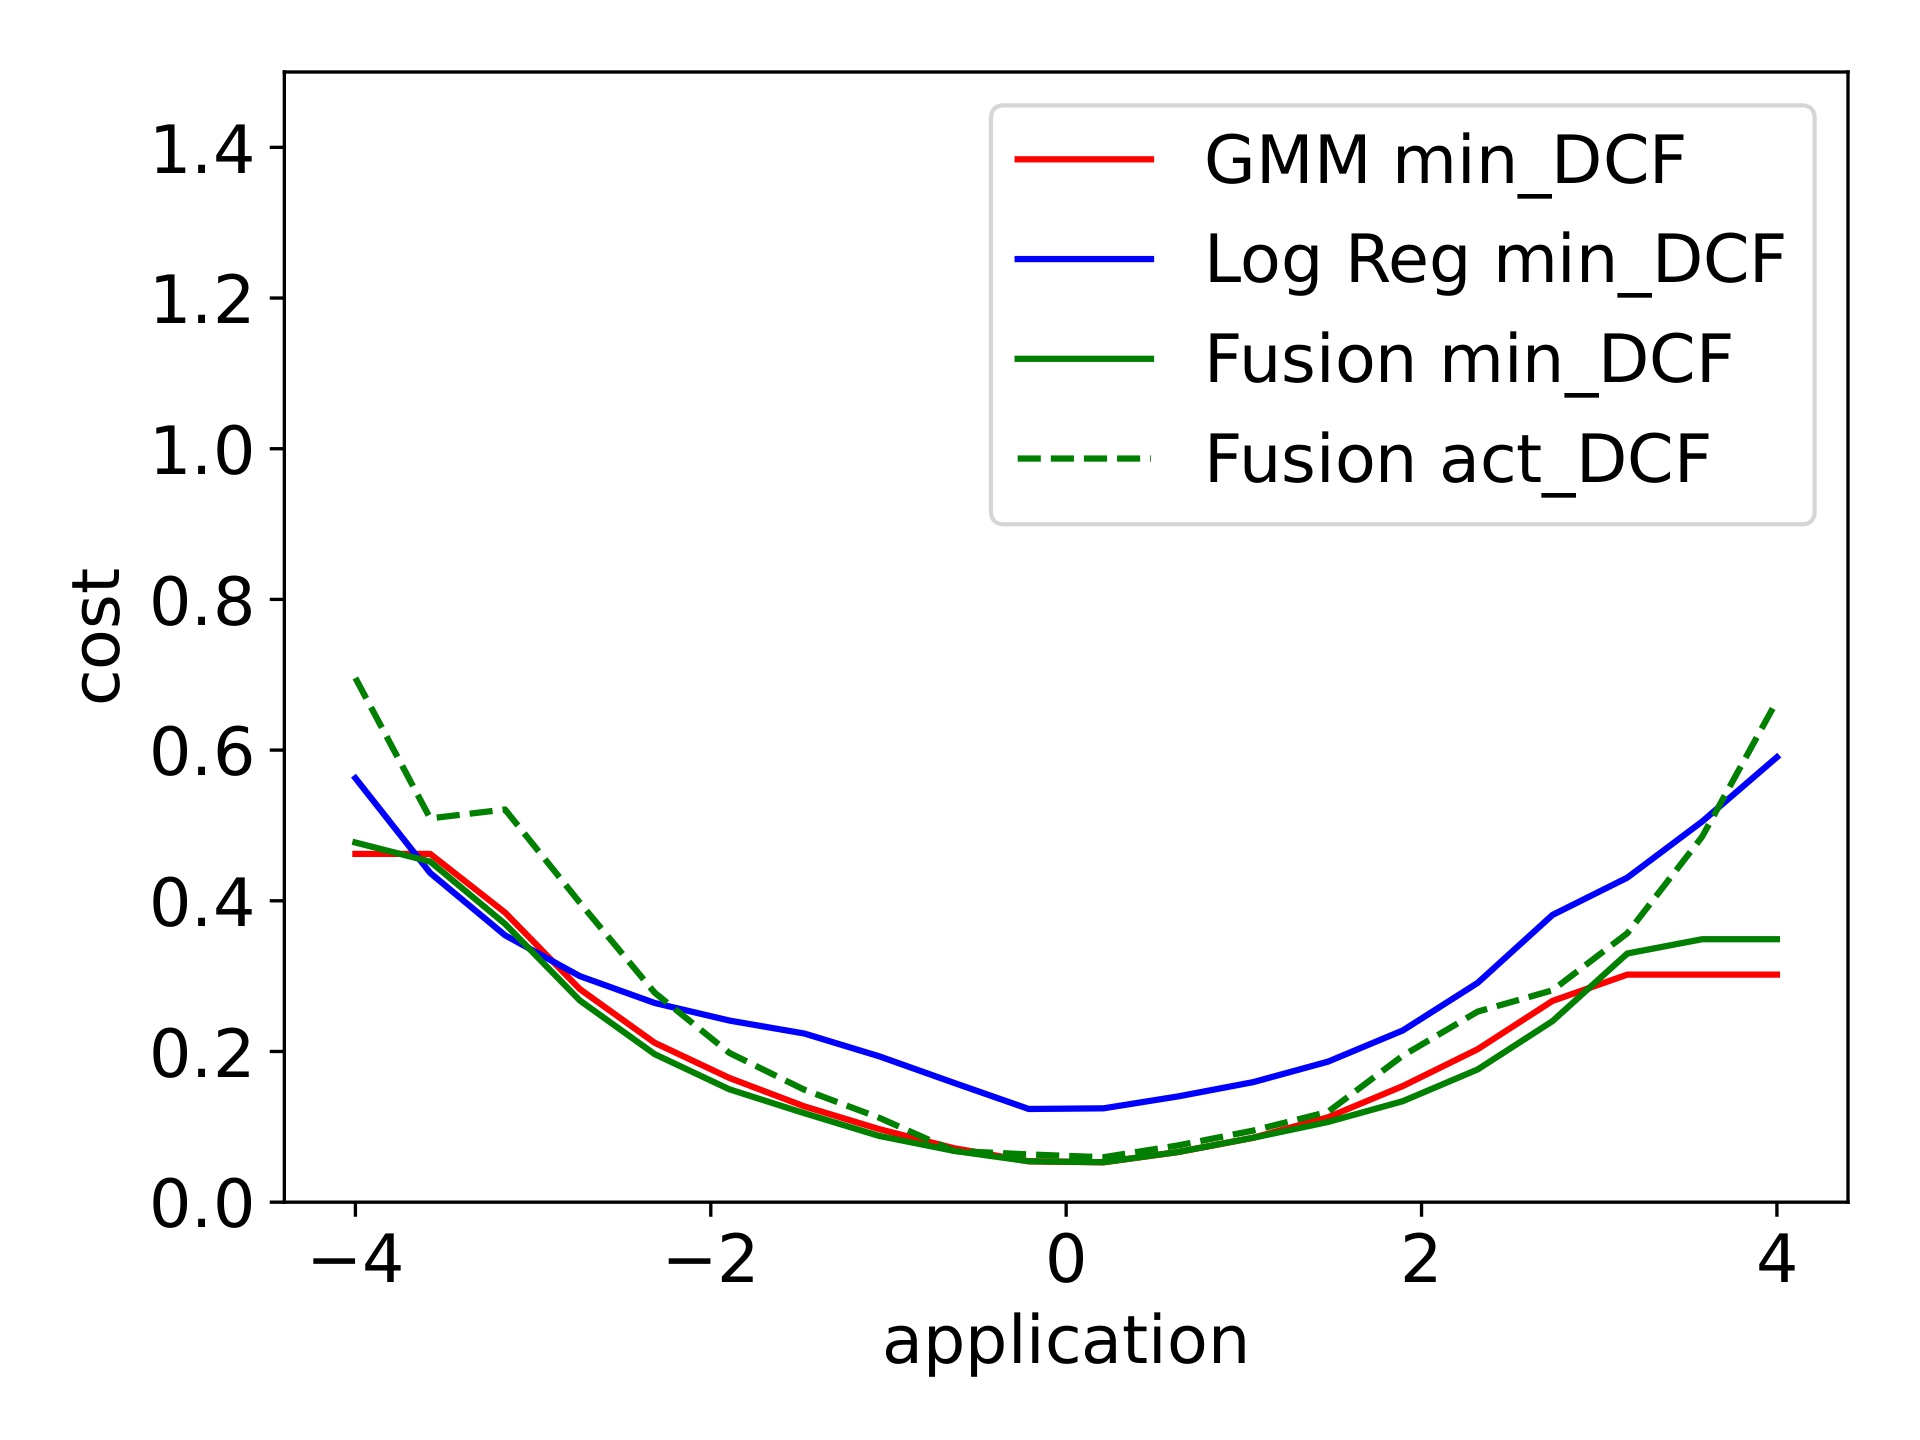 GMM min_DCF
Log Reg min_DCF
Fusion min_DCF
Fusion act_DCF
1.4
1.2
1.0
0.8
0.6
0.4
0.2
0.0
cost
−4 −2 0 2 4
application